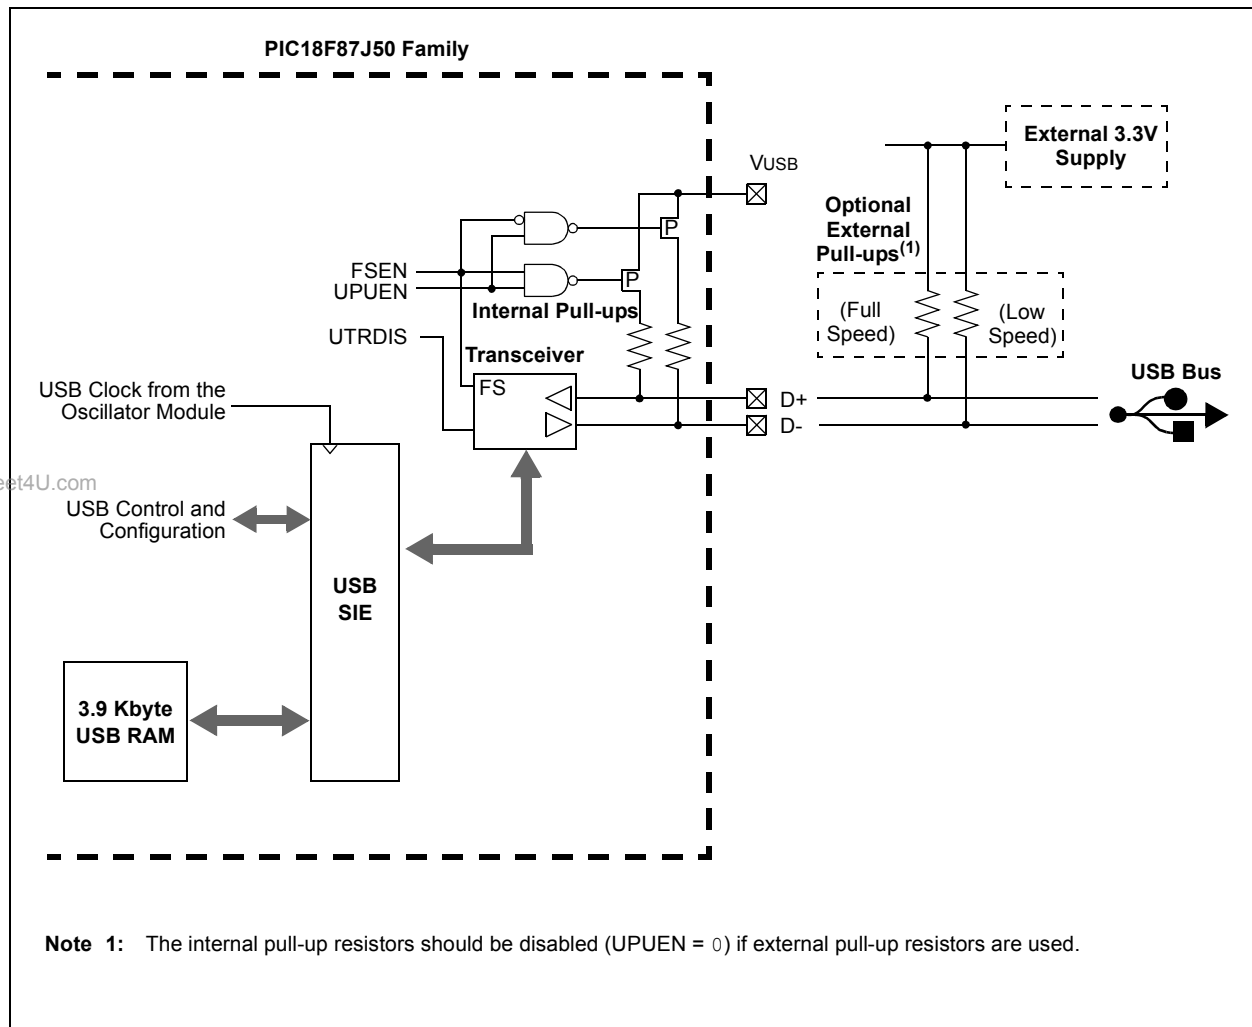 PIC18F87J50 Family
External 3.3V
Supply
VUSB
Optional
External
Pull-ups(1)
P
P
FSEN
UPUEN
Internal Pull-ups
(Full
Speed)
(Low
Speed)
UTRDIS
Transceiver
FS
USB Bus
USB Clock from the
Oscillator Module
D+
D-
eet4U.com
USB Control and
Configuration
USB
SIE
3.9 Kbyte
USB RAM
Note 1: The internal pull-up resistors should be disabled (UPUEN = 0) if external pull-up resistors are used.